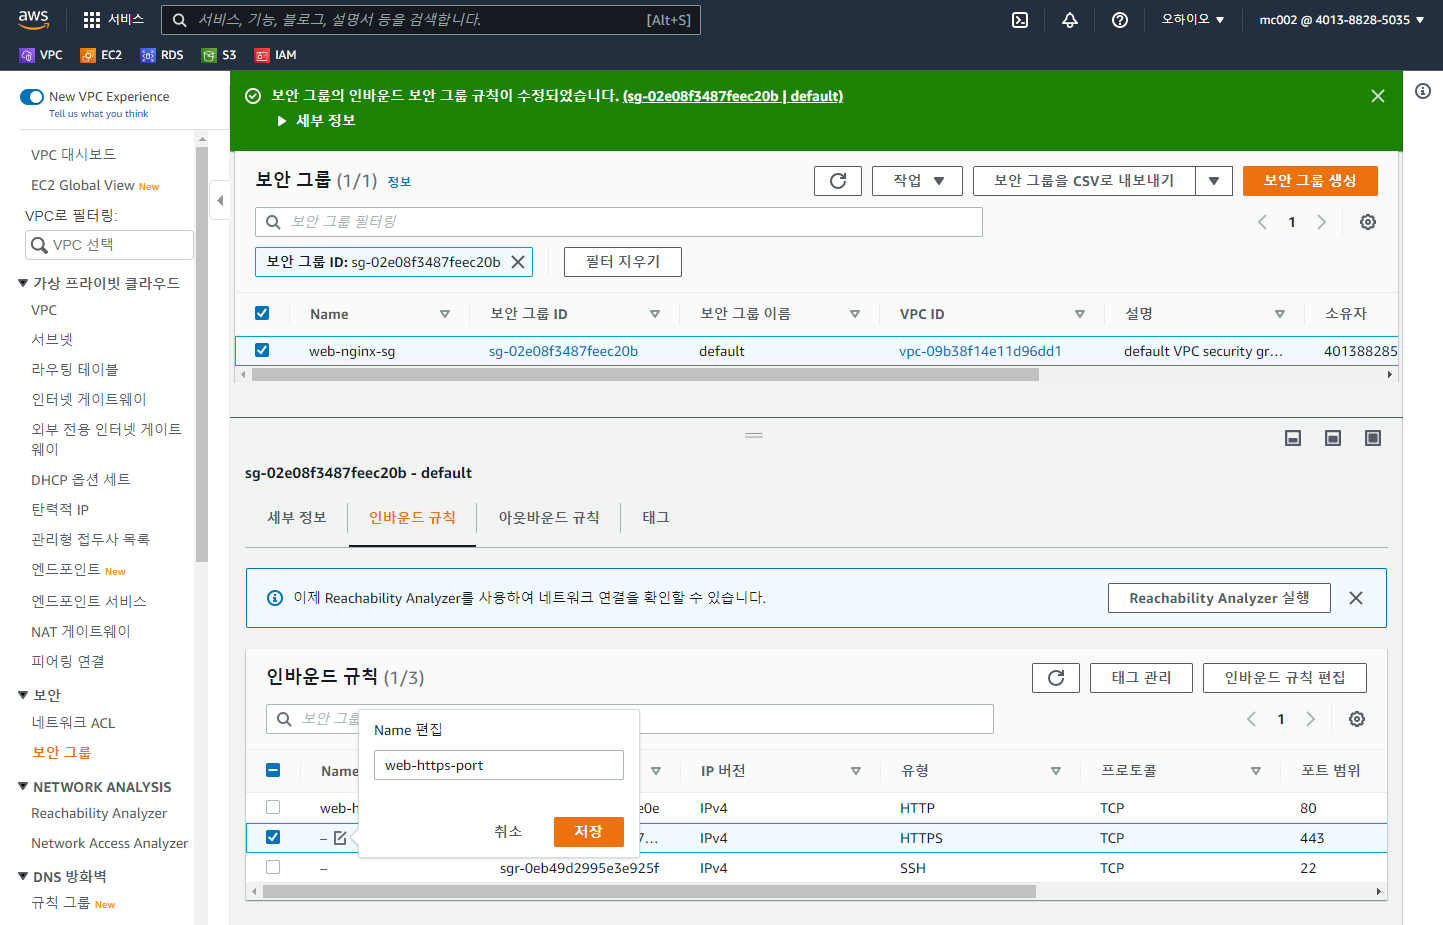 aws
서비스
서비스, 기능, 블로그, 설명서 등을 검색합니다.
[Alt+S]
오하이오 ▼
mc002 @ 4013-8828-5035 ▼
VPC
EC2
RDS
S3
IAM
New VPC Experience
Tell us what you think
VPC 대시보드
EC2 Global View New
VPC로 필터링:
VPC 선택
가상 프라이빗 클라우드
VPC
서브넷
라우팅 테이블
인터넷 게이트웨이
외부 전용 인터넷 게이트
웨이
DHCP 옵션 세트
탄력적 IP
관리형 접두사 목록
엔드포인트 New
엔드포인트 서비스
NAT 게이트웨이
피어링 연결
보안
네트워크 ACL
보안 그룹
NETWORK ANALYSIS
Reachability Analyzer
Network Access Analyzer
DNS 방화벽
규칙 그룹 New
보안 그룹의 인바운드 보안 그룹 규칙이 수정되었습니다. (sg-02e08f3487feec20b | default)
▶ 세부 정보
보안 그룹 (1/1) 정보
작업 ▼
보안 그룹을 CSV로 내보내기
보안 그룹 생성
보안 그룹 필터링
1
보안 그룹 ID: sg-02e08f3487feec20b
필터 지우기
Name
보안 그룹 ID
보안 그룹 이름
VPC ID
설명
소유자
web-nginx-sg
sg-02e08f3487feec20b
default
vpc-09b38f14e11d96dd1
default VPC security gr...
401388285
sg-02e08f3487feec20b - default
세부 정보
인바운드 규칙
아웃바운드 규칙
태그
이제 Reachability Analyzer를 사용하여 네트워크 연결을 확인할 수 있습니다.
Reachability Analyzer 실행
인바운드 규칙 (1/3)
태그 관리
인바운드 규칙 편집
보안 그룹
1
Name 편집
web-https-port
취소
저장
Name
IP 버전
유형
프로토콜
포트 범위
web-h
e0e
IPv4
HTTP
TCP
80
–
7...
IPv4
HTTPS
TCP
443
–
sgr-0eb49d2995e3e925f
IPv4
SSH
TCP
22